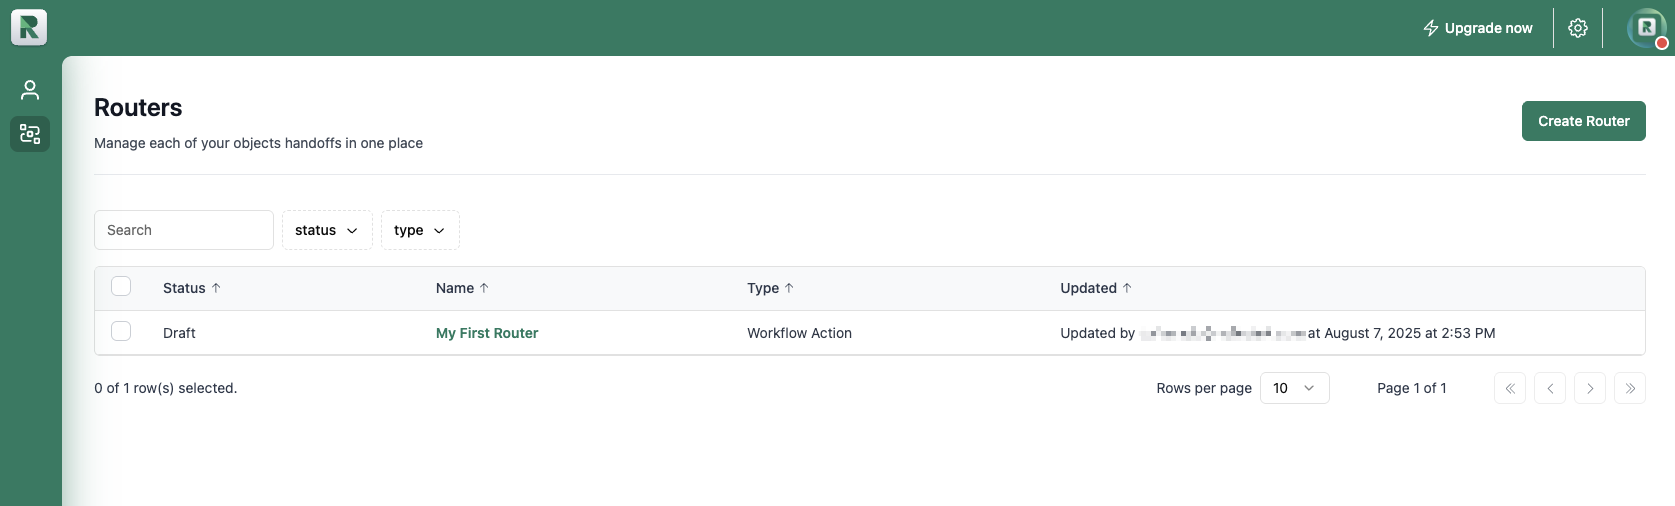 R
Upgrade now
R
Routers
Manage each of your objects handoffs in one place
Create Router
Search
status
type
Status ↑ Name ↑ Type ↑ Updated ↑
Draft My First Router Workflow Action Updated by at August 7, 2025 at 2:53 PM
0 of 1 row(s) selected.
Rows per page 10 Page 1 of 1